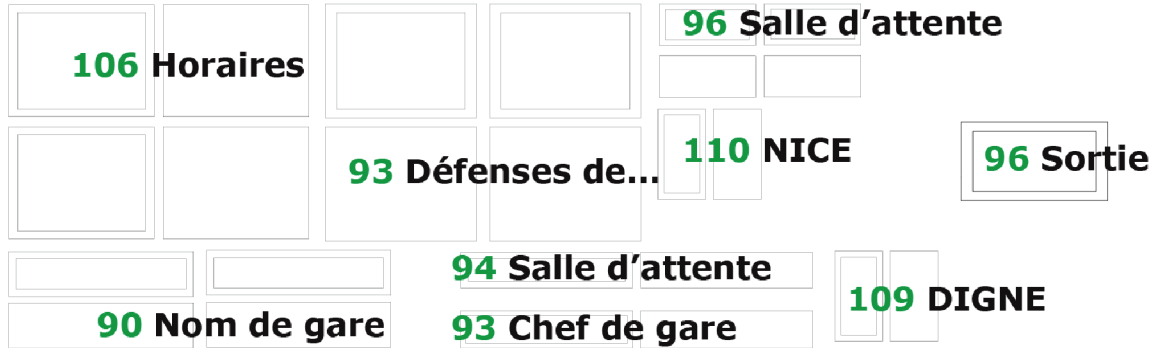 96 Salle d’attente
106 Horaires
110 NICE
96 Sortie
93 Défenses de...
94 Salle d’attente
109 DIGNE
90 Nom de gare
93 Chef de gare